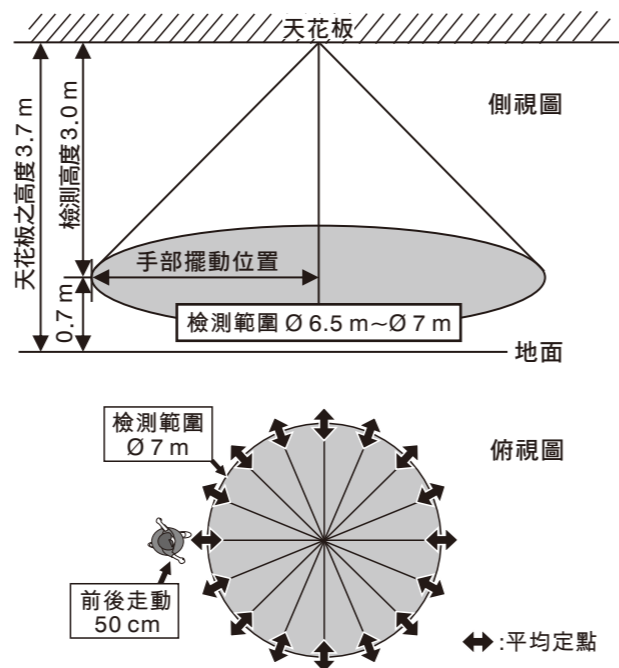 天花板
側視圖
天花板之高度3.7 m
檢測高度3.0 m
0.7 m
手部擺動位置
檢測範圍 Ø 6.5 m~Ø 7 m
地面
檢測範圍
Ø 7 m
俯視圖
前後走動
50 cm
:平均定點